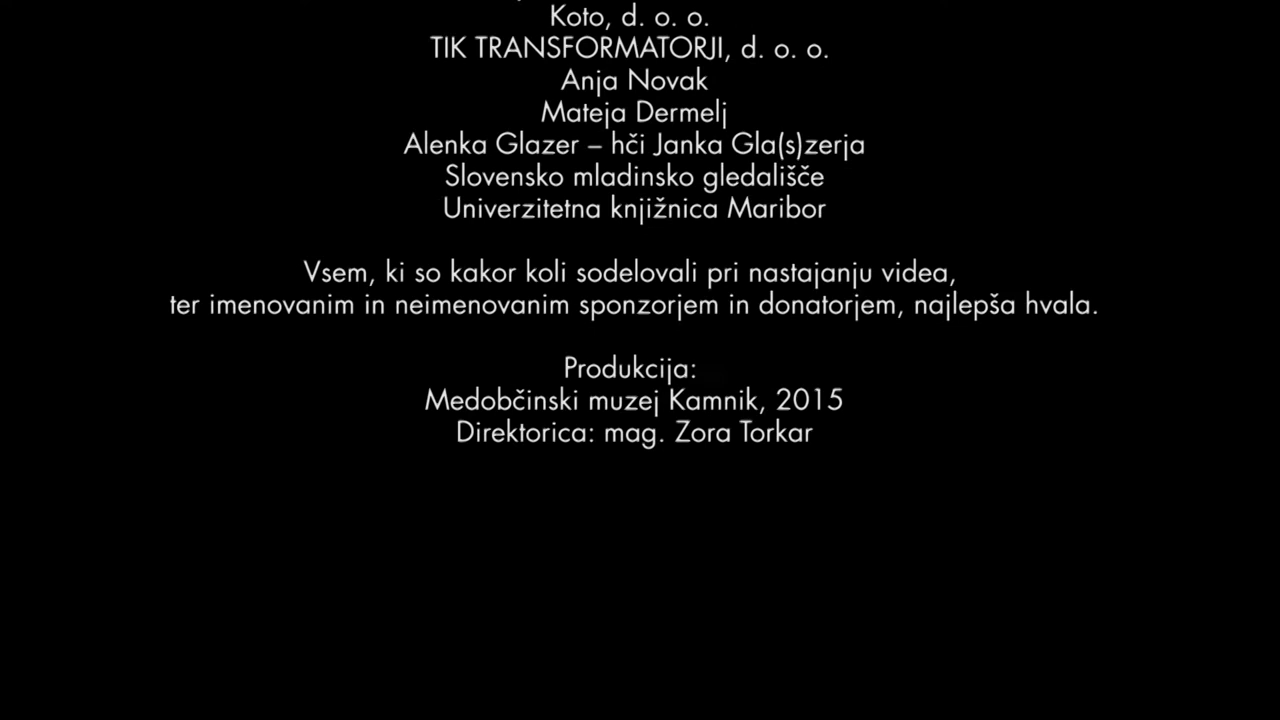 Koto, d. o. o.
TIK TRANSFORMATORJI, d. o. o.
Anja Novak
Mateja Dermelj
Alenka Glazer – hči Janka Gla(s)zerja
Slovensko mladinsko gledališče
Univerzitetna knjižnica Maribor
Vsem, ki so kakor koli sodelovali pri nastajanju videa,
ter imenovanim in neimenovanim sponzorjem in donatorjem, najlepša hvala.
Produkcija:
Medobčinski muzej Kamnik, 2015
Direktorica: mag. Zora Torkar